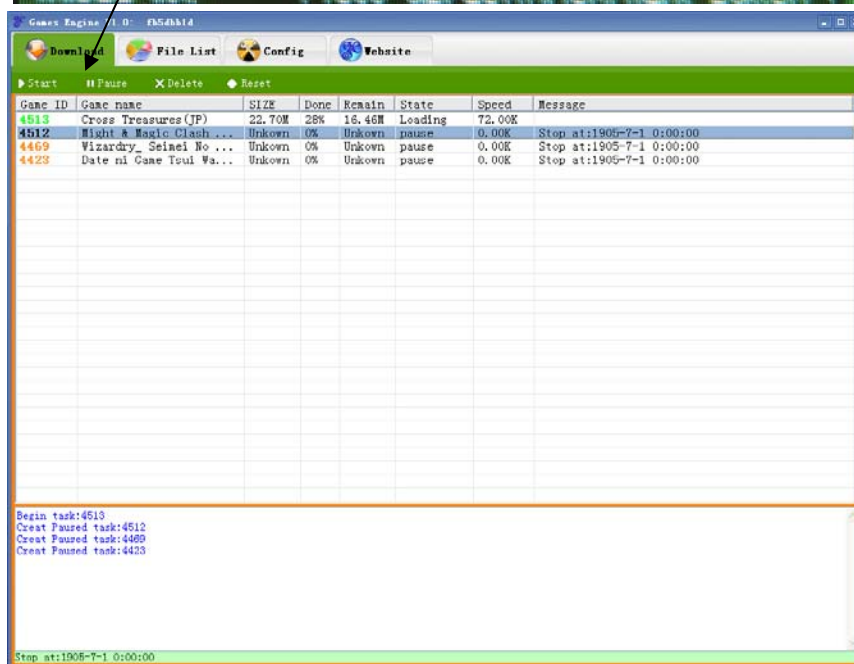 Games Engine V1.0: fb5dbb1d
Download File List Config Website
Start Pause Delete Reset
Game ID Game name SIZE Done Remain State Speed Message
4513 Cross Treasures(JP) 22.70M 28% 16.46M Loading 72.00K
4512 Might & Magic Clash ... Unkown 0% Unkown pause 0.00K Stop at:1905-7-1 0:00:00
4469 Wizardry_ Seimei No ... Unkown 0% Unkown pause 0.00K Stop at:1905-7-1 0:00:00
4423 Date ni Game Tsui Wa... Unkown 0% Unkown pause 0.00K Stop at:1905-7-1 0:00:00
Begin task:4513
Creat Paused task:4512
Creat Paused task:4469
Creat Paused task:4423
Stop at:1905-7-1 0:00:00